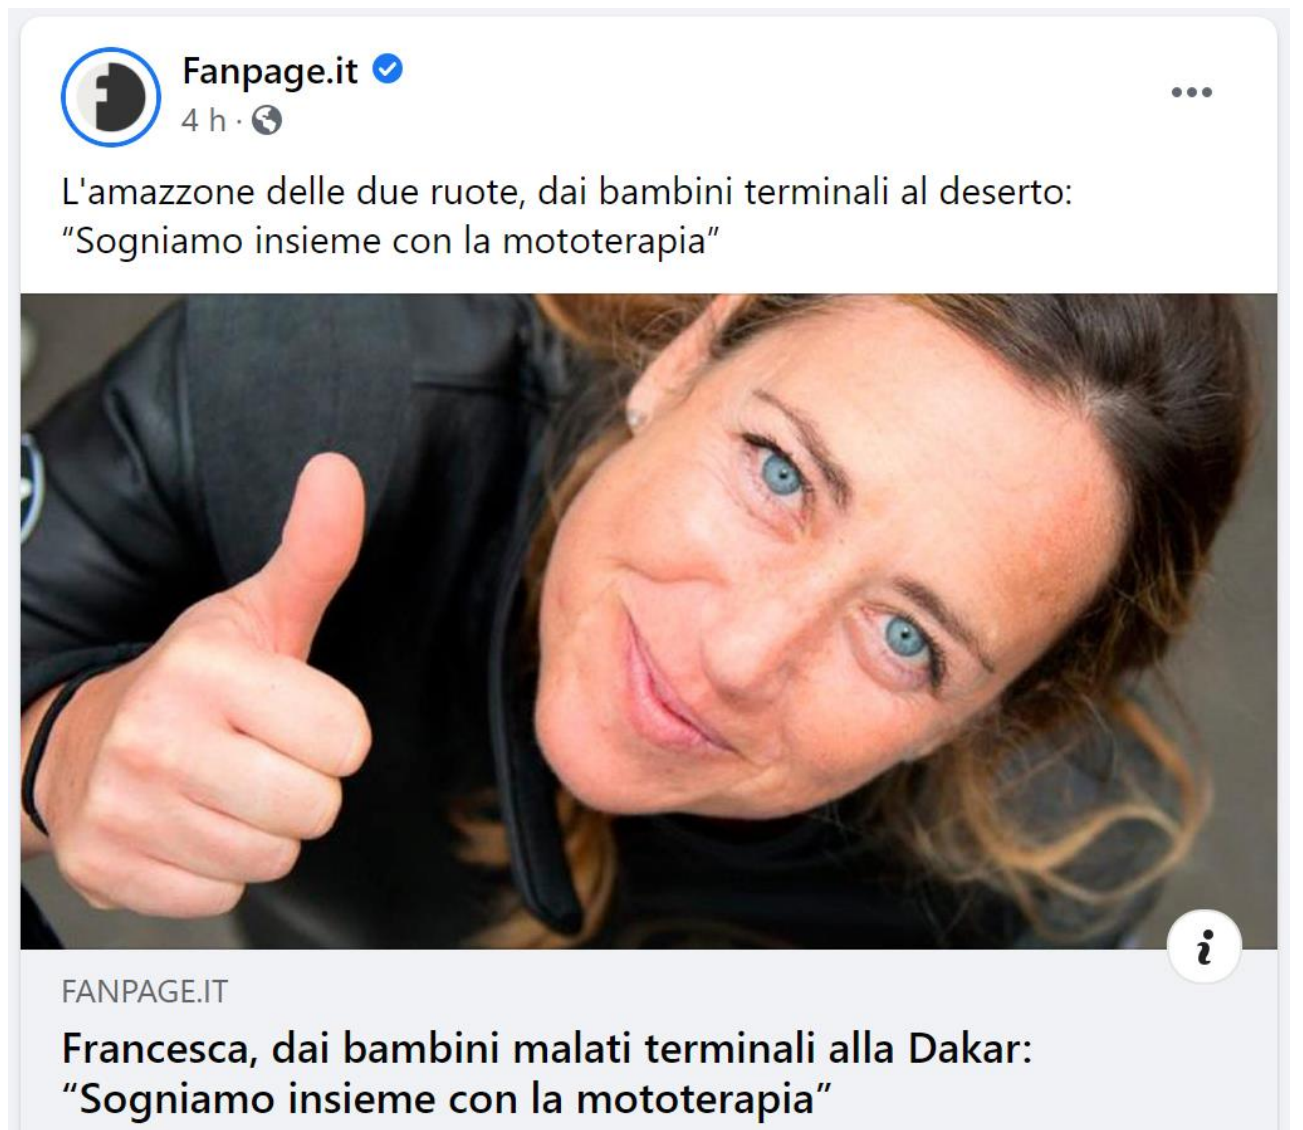 Fanpage.it
4 h ·
L'amazzone delle due ruote, dai bambini terminali al deserto:
“Sogniamo insieme con la mototerapia”
FANPAGE.IT
Francesca, dai bambini malati terminali alla Dakar:
“Sogniamo insieme con la mototerapia”